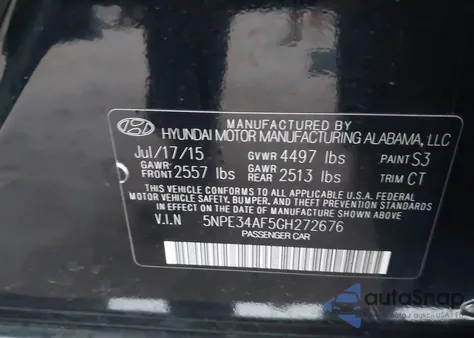 MANUFACTURED BY
HYUNDAI MOTOR MANUFACTURING ALABAMA, LLC
Jul/17/15 GVWR 4497 lbs PAINT S3
GAWR FRONT 2557 lbs GAWR REAR 2513 lbs TRIM CT
THIS VEHICLE CONFORMS TO ALL APPLICABLE U.S.A. FEDERAL
MOTOR VEHICLE SAFETY, BUMPER, AND THEFT PREVENTION STANDARDS
IN EFFECT ON THE DATE OF MANUFACTURE SHOWN ABOVE.
V.I.N 5NPE34AF5GH272676
PASSENGER CAR
autoSnap